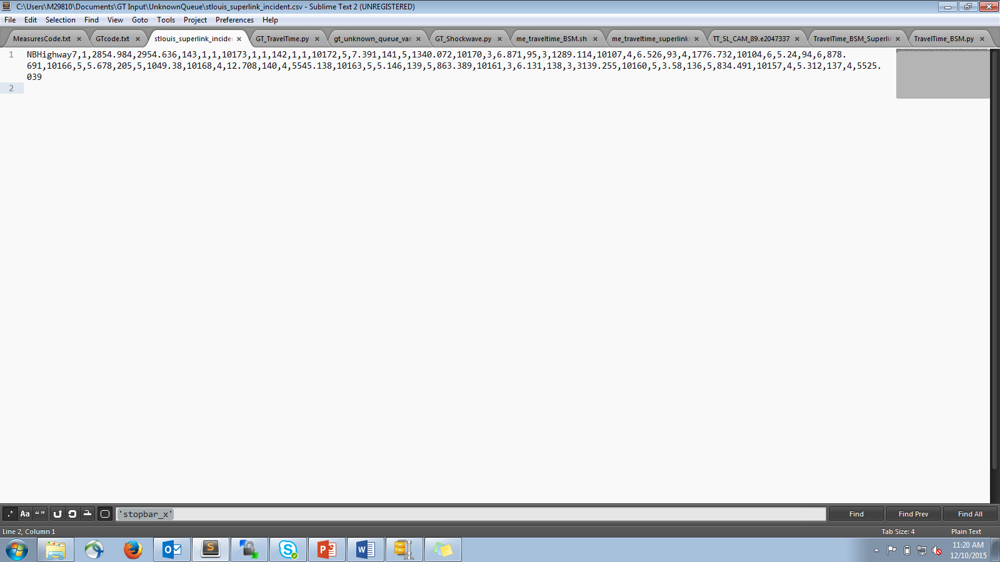 C:\Users\M29810\Documents\GT Input\UnknownQueue\stlouis_superlink_incident.csv - Sublime Text 2 (UNREGISTERED)
File Edit Selection Find View Goto Tools Project Preferences Help
MeasuresCode.txt GTcode.txt stlouis_superlink_incide GT_TravelTime.py gt_unknown_queue_var GT_Shockwave.py me_traveltime_BSM.sh me_traveltime_superlink TT_SL_CAM_89.e2047337 TravelTime_BSM_Superli TravelTime_BSM.py
1 NBHighway7,1,2854.984,2954.636,143,1,1,10173,1,1,142,1,1,10172,5,7.391,141,5,1340.072,10170,3,6.871,95,3,1289.114,10107,4,6.526,93,4,1776.732,10104,6,5.24,94,6,878.
691,10166,5,5.678,205,5,1049.38,10168,4,12.708,140,4,5545.138,10163,5,5.146,139,5,863.389,10161,3,6.131,138,3,3139.255,10160,5,3.58,136,5,834.491,10157,4,5.312,137,4,5525.
039
2
.* Aa “” 'stopbar_x' Find Find Prev Find All
Line 2, Column 1 Tab Size: 4 Plain Text
11:20 AM
12/10/2015